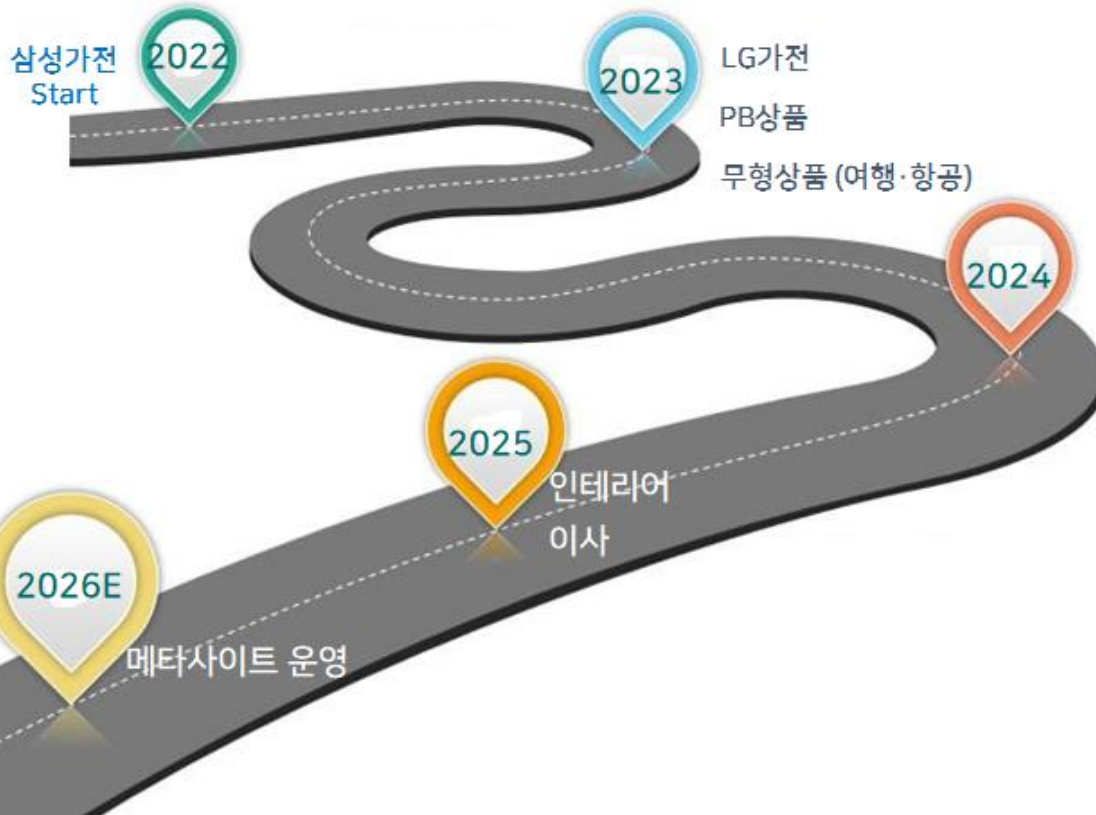 삼성가전
Start
2022
2023
LG가전
PB상품
무형상품 (여행·항공)
2024
2025
인테리어
이사
2026E
메타사이트 운영